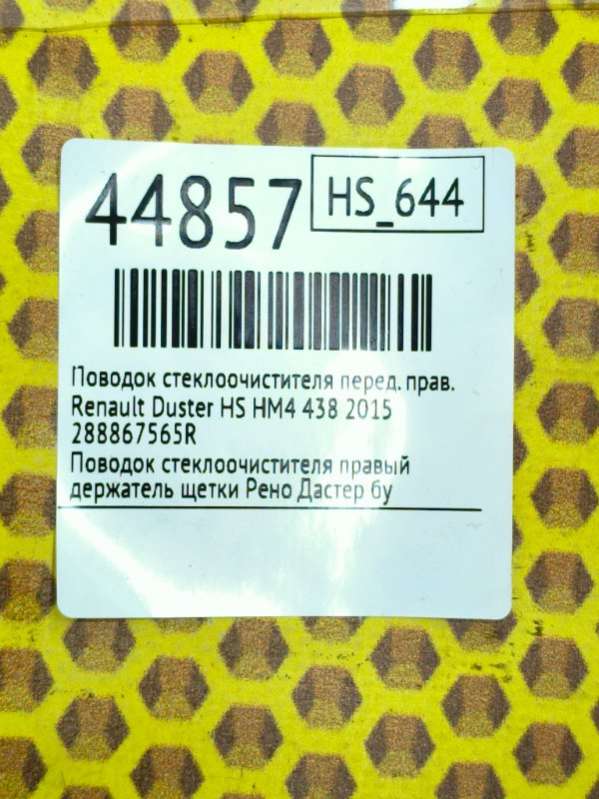 44857
HS_644
Поводок стеклоочистителя перед. прав.
Renault Duster HS HM4 438 2015
288867565R
Поводок стеклоочистителя правый
держатель щетки Рено Дастер бу